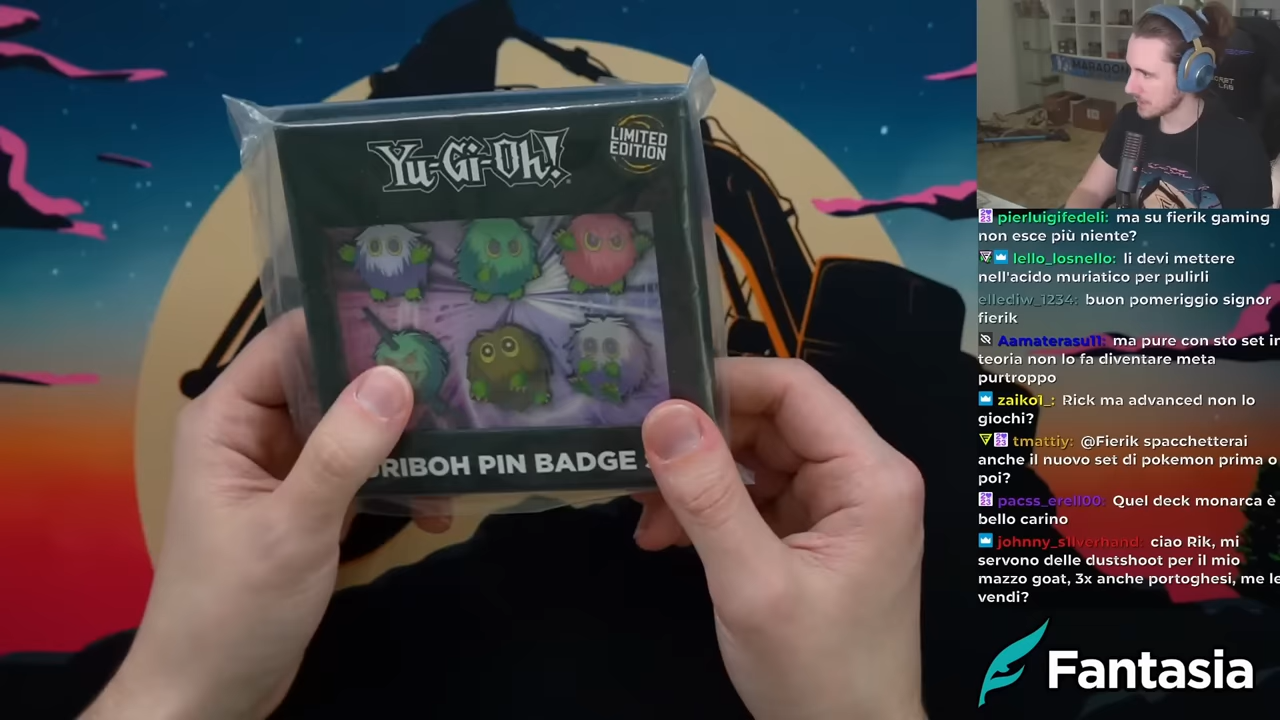 Yu-Gi-Oh!
LIMITED
EDITION
URIBOH PIN BADGE
MARAGON
pierluigifedeli: ma su fierik gaming
non esce più niente?
lello_losnello: li devi mettere
nell'acido muriatico per pulirli
ellediw_1234: buon pomeriggio signor
fierik
Aamaterasu11: ma pure con sto set in
teoria non lo fa diventare meta
purtroppo
zaiko1_: Rick ma advanced non lo
giochi?
tmattiy: @Fierik spacchetterai
anche il nuovo set di pokemon prima o
poi?
pacss_erell00: Quel deck monarca è
bello carino
johnny_s1lverhand: ciao Rik, mi
servono delle dustshoot per il mio
mazzo goat, 3x anche portoghesi, me le
vendi?
Fantasia